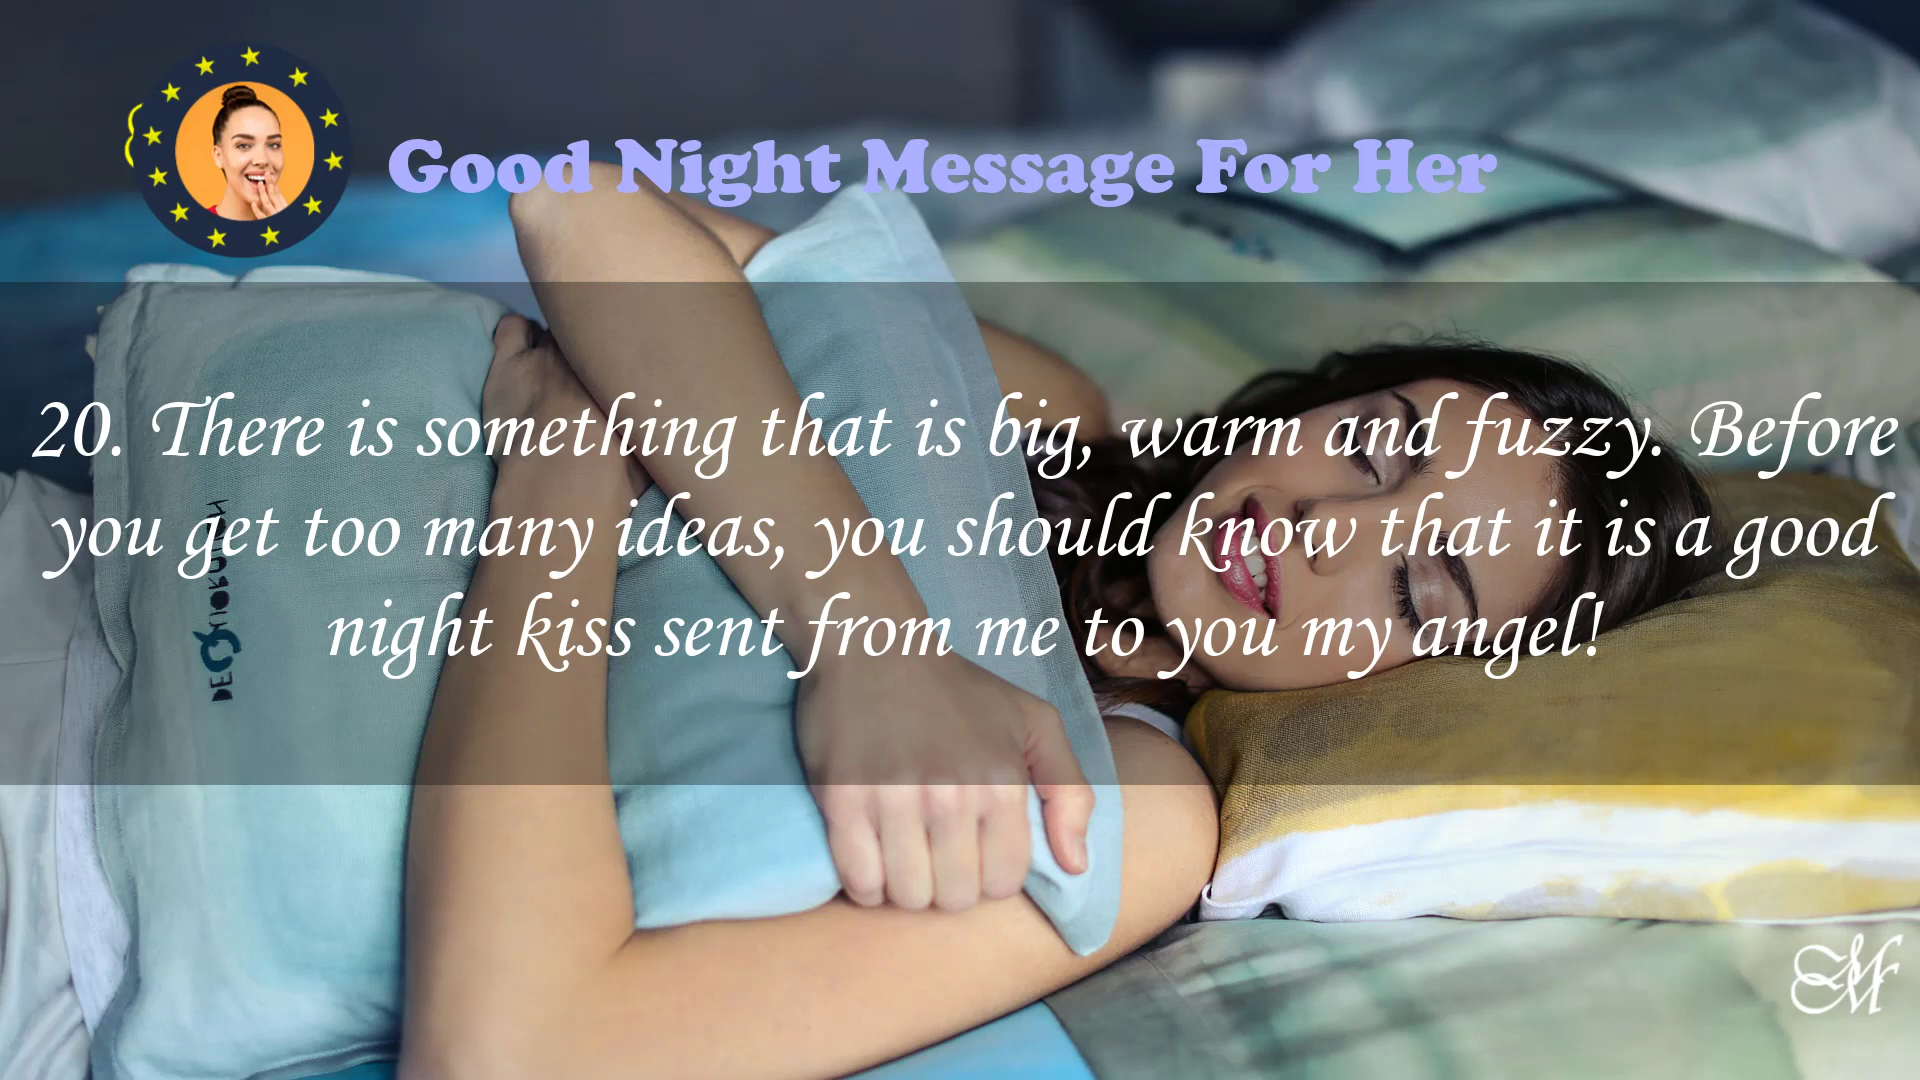 Good Night Message For Her
20. There is something that is big, warm and fuzzy. Before
you get too many ideas, you should know that it is a good
night kiss sent from me to you my angel!
M